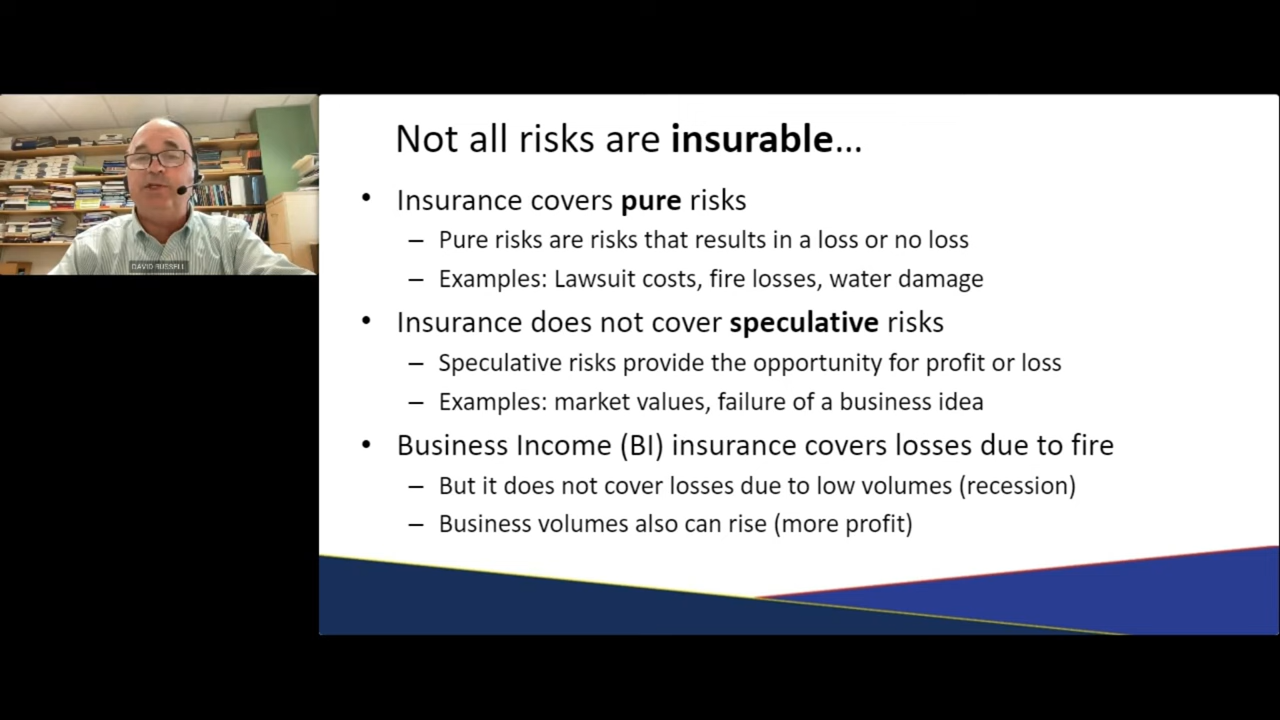 Not all risks are insurable...
• Insurance covers pure risks
– Pure risks are risks that results in a loss or no loss
– Examples: Lawsuit costs, fire losses, water damage
• Insurance does not cover speculative risks
– Speculative risks provide the opportunity for profit or loss
– Examples: market values, failure of a business idea
• Business Income (BI) insurance covers losses due to fire
– But it does not cover losses due to low volumes (recession)
– Business volumes also can rise (more profit)
DAVID RUSSELL